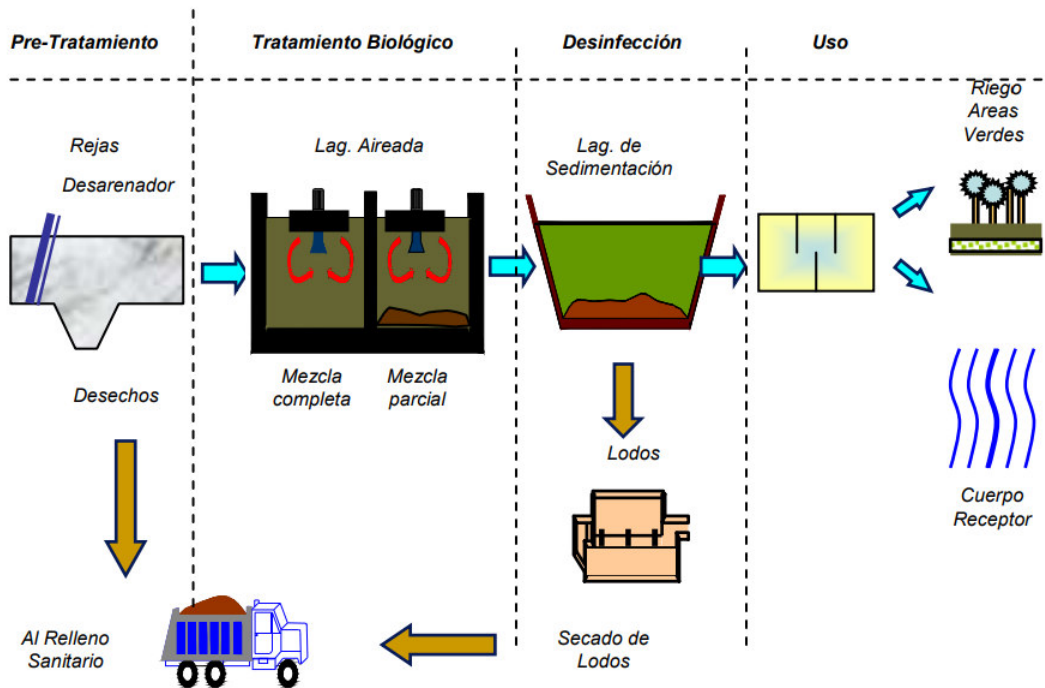 Pre-Tratamiento
Tratamiento Biológico
Desinfección
Uso
Riego
Areas
Verdes
Rejas
Desarenador
Lag. Aireada
Lag. de
Sedimentación
Desechos
Mezcla
completa
Mezcla
parcial
Lodos
Cuerpo
Receptor
Al Relleno
Sanitario
Secado de
Lodos